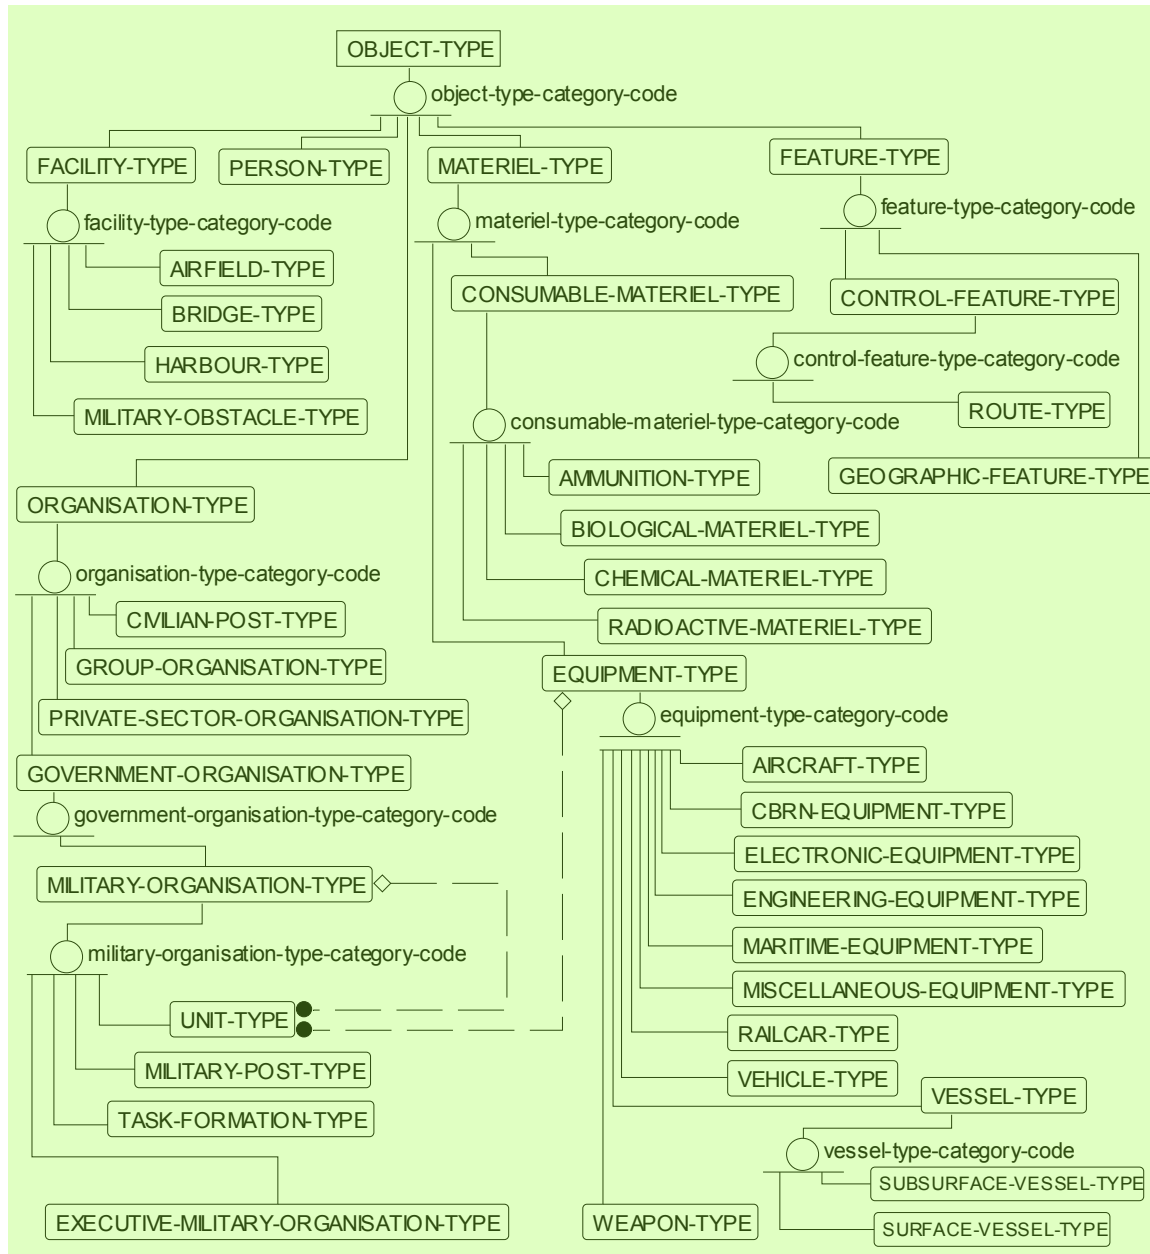 OBJECT-TYPE
object-type-category-code
FACILITY-TYPE
PERSON-TYPE
MATERIEL-TYPE
FEATURE-TYPE
facility-type-category-code
materiel-type-category-code
feature-type-category-code
AIRFIELD-TYPE
CONSUMABLE-MATERIEL-TYPE
CONTROL-FEATURE-TYPE
BRIDGE-TYPE
HARBOUR-TYPE
control-feature-type-category-code
MILITARY-OBSTACLE-TYPE
ROUTE-TYPE
consumable-materiel-type-category-code
AMMUNITION-TYPE
GEOGRAPHIC-FEATURE-TYPE
ORGANISATION-TYPE
BIOLOGICAL-MATERIEL-TYPE
organisation-type-category-code
CHEMICAL-MATERIEL-TYPE
CIVILIAN-POST-TYPE
RADIOACTIVE-MATERIEL-TYPE
GROUP-ORGANISATION-TYPE
EQUIPMENT-TYPE
PRIVATE-SECTOR-ORGANISATION-TYPE
equipment-type-category-code
GOVERNMENT-ORGANISATION-TYPE
AIRCRAFT-TYPE
government-organisation-type-category-code
CBRN-EQUIPMENT-TYPE
ELECTRONIC-EQUIPMENT-TYPE
MILITARY-ORGANISATION-TYPE
ENGINEERING-EQUIPMENT-TYPE
military-organisation-type-category-code
MARITIME-EQUIPMENT-TYPE
MISCELLANEOUS-EQUIPMENT-TYPE
UNIT-TYPE
RAILCAR-TYPE
MILITARY-POST-TYPE
VEHICLE-TYPE
VESSEL-TYPE
TASK-FORMATION-TYPE
vessel-type-category-code
SUBSURFACE-VESSEL-TYPE
EXECUTIVE-MILITARY-ORGANISATION-TYPE
WEAPON-TYPE
SURFACE-VESSEL-TYPE